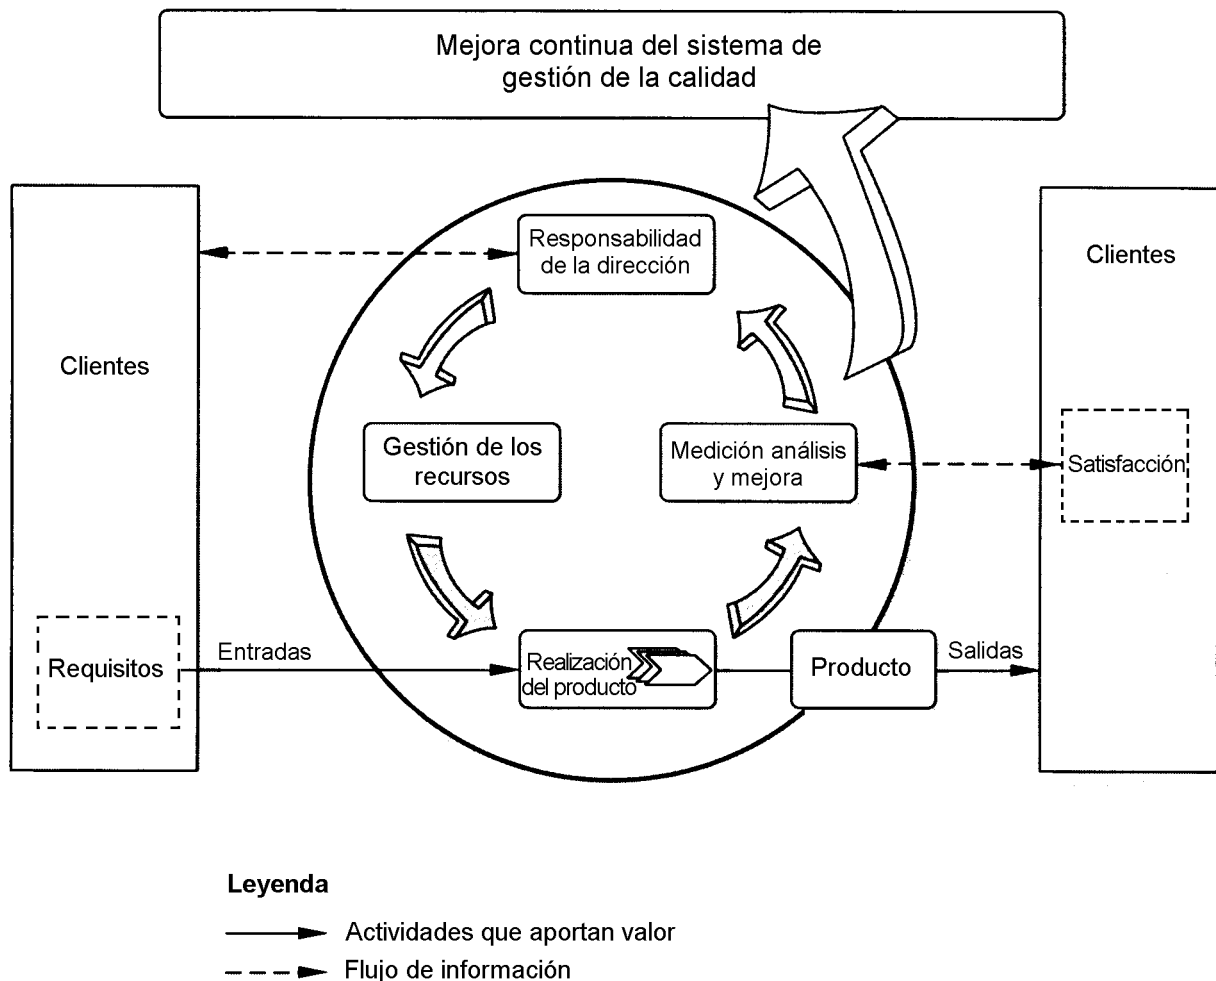 Mejora continua del sistema de
gestión de la calidad
Responsabilidad
de la dirección
Clientes
Clientes
Gestión de los
recursos
Medición análisis
y mejora
Satisfacción
Requisitos
Entradas
Realización
del producto
Producto
Salidas
Leyenda
Actividades que aportan valor
Flujo de información